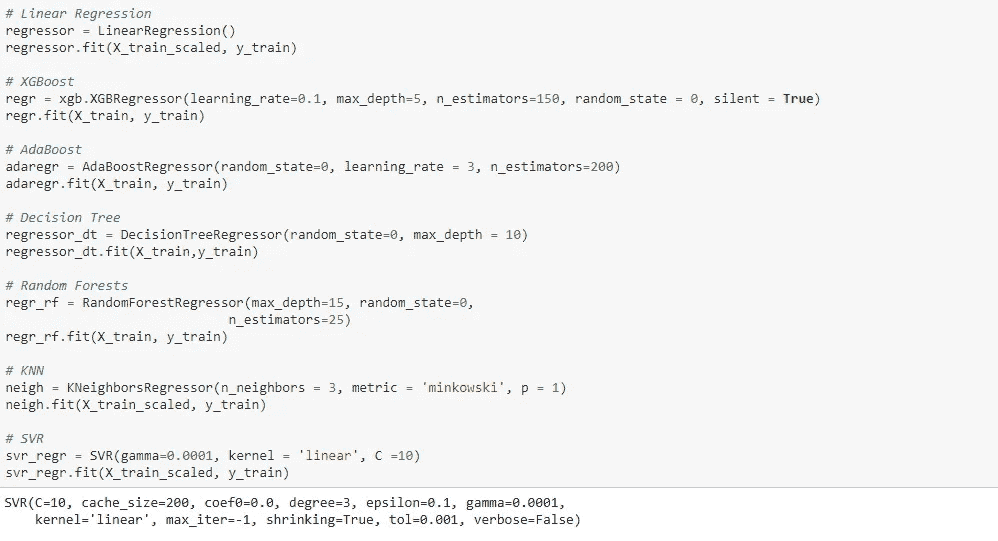 # Linear Regression
regressor = LinearRegression()
regressor.fit(X_train_scaled, y_train)
# XGBoost
regr = xgb.XGBRegressor(learning_rate=0.1, max_depth=5, n_estimators=150, random_state = 0, silent = True)
regr.fit(X_train, y_train)
# AdaBoost
adaregr = AdaBoostRegressor(random_state=0, learning_rate = 3, n_estimators=200)
adaregr.fit(X_train, y_train)
# Decision Tree
regressor_dt = DecisionTreeRegressor(random_state=0, max_depth = 10)
regressor_dt.fit(X_train,y_train)
# Random Forests
regr_rf = RandomForestRegressor(max_depth=15, random_state=0,
n_estimators=25)
regr_rf.fit(X_train, y_train)
# KNN
neigh = KNeighborsRegressor(n_neighbors = 3, metric = 'minkowski', p = 1)
neigh.fit(X_train_scaled, y_train)
# SVR
svr_regr = SVR(gamma=0.0001, kernel = 'linear', C =10)
svr_regr.fit(X_train_scaled, y_train)
SVR(C=10, cache_size=200, coef0=0.0, degree=3, epsilon=0.1, gamma=0.0001,
kernel='linear', max_iter=-1, shrinking=True, tol=0.001, verbose=False)